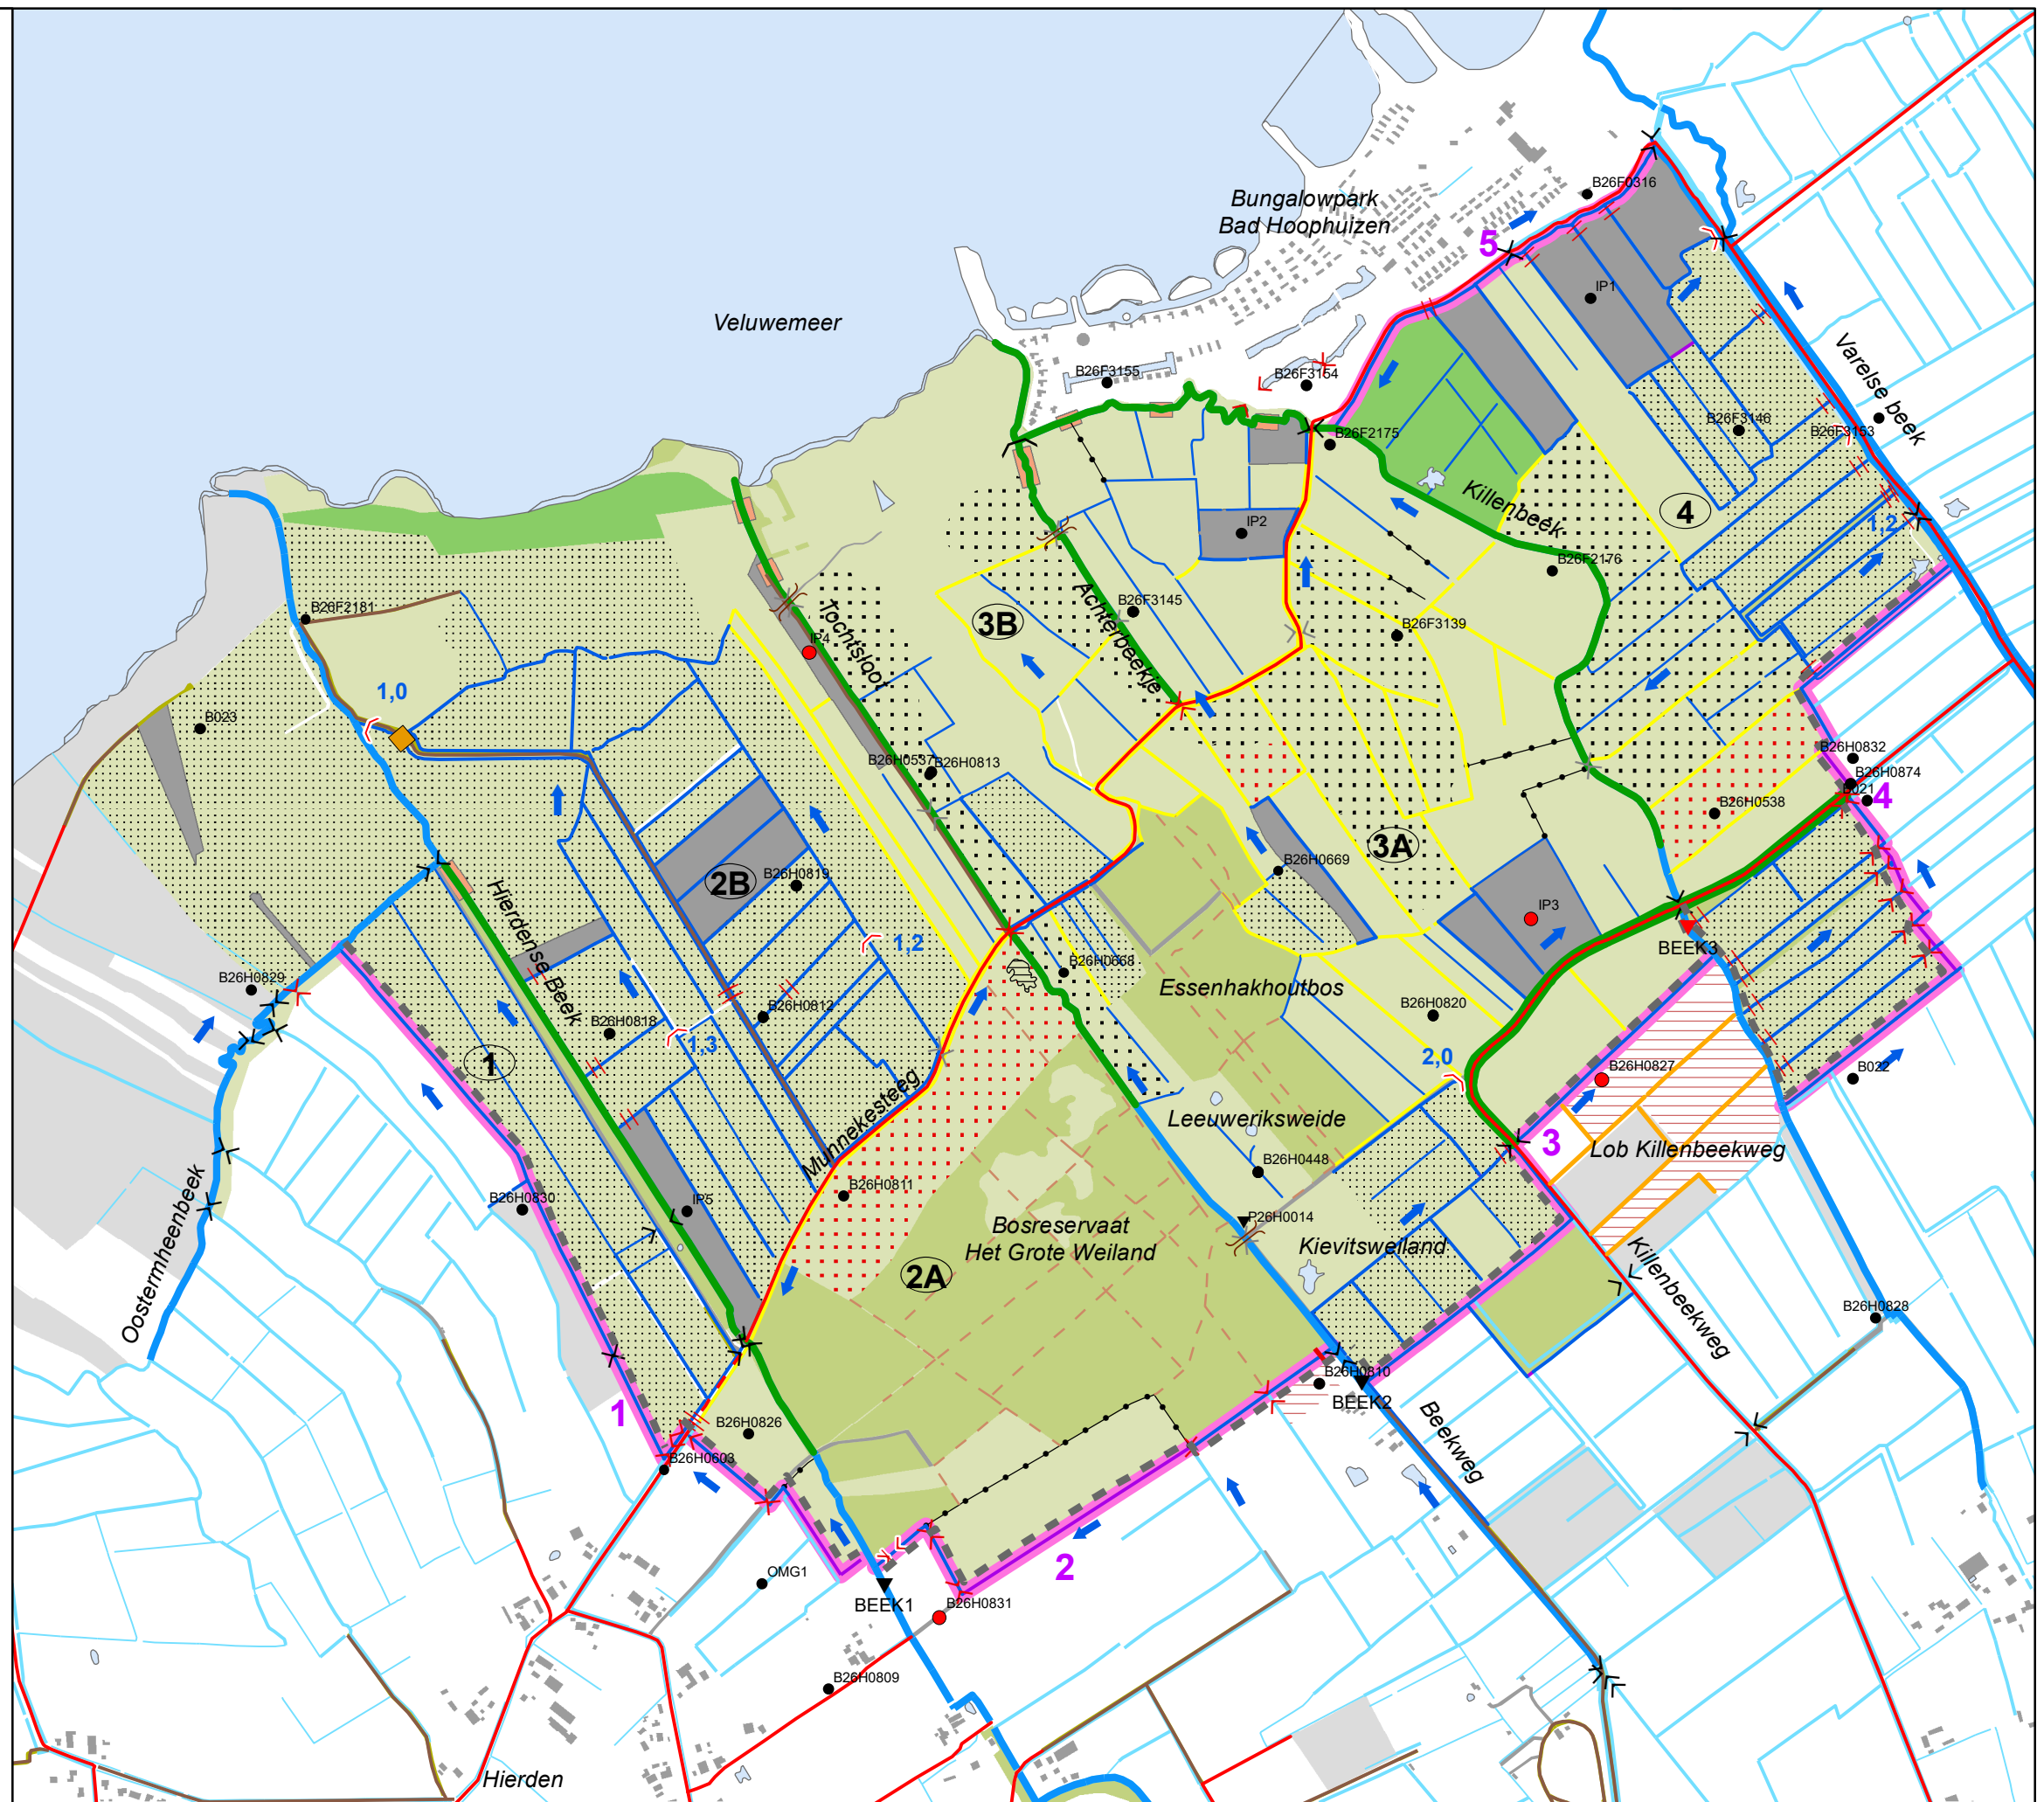 Bungalowpark
Bad Hoophuizen
B26F0316
5
IP1
Veluwemeer
Varelse beek
B26F3155
B26F3154
B26F2175
B26F3146
B26F3153
Killenbeek
4
1,2
IP2
B26F2176
B26F2181
Tochtsloot
3B
Achterbeekje
B26F3145
B26F3139
IP4
1,0
B023
B26H0537
B26H0813
B26H0832
B26H0874
B021
4
B26H0538
2B
B26H0819
3A
B26H0669
Hierdense Beek
IP3
1,2
BEEK3
B26H0829
B26H0668
Essenhakhoutbos
B26H0812
B26H0820
B26H0818
1,3
1
2,0
B26H0827
B022
Munnekesteeg
Leeuweriksweide
3
Lob Killenbeekweg
B26H0448
B26H0811
IP5
B26H0830
Oostermheenbeek
P26H0014
Bosreservaat
Het Grote Weiland
Kievitsweiland
2A
Killenbeekweg
B26H0828
B26H0810
BEEK2
1
B26H0826
Beekweg
B26H0603
2
OMG1
BEEK1
B26H0831
B26H0809
Hierden